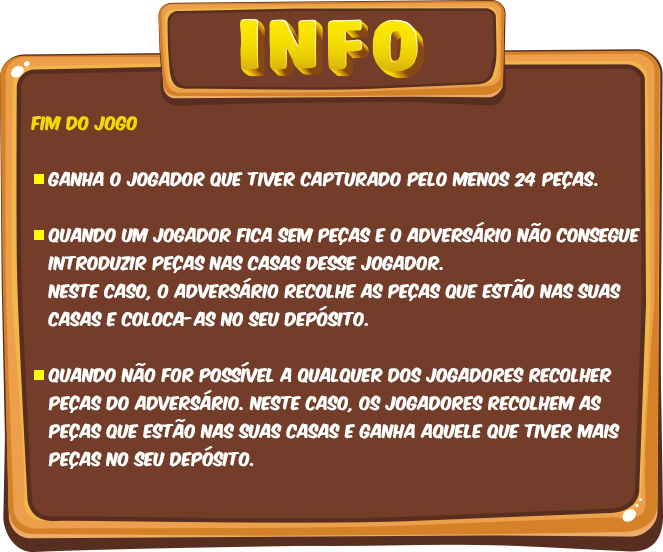 INFO
FIM DO JOGO
GANHA O JOGADOR QUE TIVER CAPTURADO PELO MENOS 24 PEÇAS.
QUANDO UM JOGADOR FICA SEM PEÇAS E O ADVERSÁRIO NÃO CONSEGUE
INTRODUZIR PEÇAS NAS CASAS DESSE JOGADOR.
NESTE CASO, O ADVERSÁRIO RECOLHE AS PEÇAS QUE ESTÃO NAS SUAS
CASAS E COLOCA-AS NO SEU DEPÓSITO.
QUANDO NÃO FOR POSSÍVEL A QUALQUER DOS JOGADORES RECOLHER
PEÇAS DO ADVERSÁRIO. NESTE CASO, OS JOGADORES RECOLHEM AS
PEÇAS QUE ESTÃO NAS SUAS CASAS E GANHA AQUELE QUE TIVER MAIS
PEÇAS NO SEU DEPÓSITO.